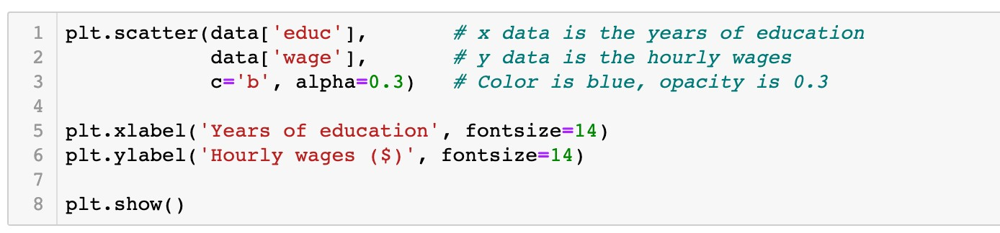 1 plt.scatter(data['educ'],       # x data is the years of education
2             data['wage'],       # y data is the hourly wages
3             c='b', alpha=0.3)   # Color is blue, opacity is 0.3
4
5 plt.xlabel('Years of education', fontsize=14)
6 plt.ylabel('Hourly wages ($)', fontsize=14)
7
8 plt.show()